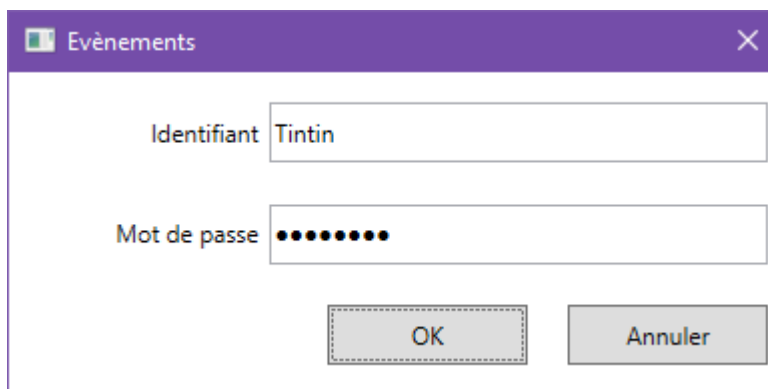 Evènements
Identifiant Tintin
Mot de passe ●●●●●●●●
OK Annuler